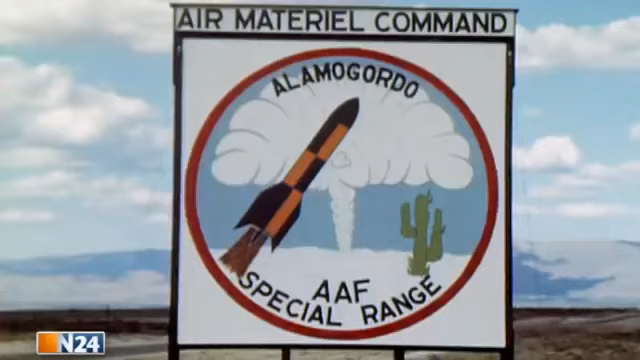 AIR MATERIEL COMMAND
ALAMOGORDO
AAF
SPECIAL RANGE
N24